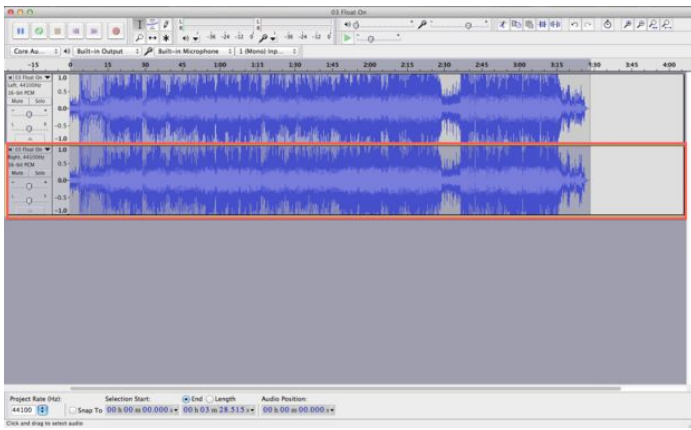 03 Float On
Core Au... Built-in Output Built-in Microphone 1 (Mono) Inp...
-15 0 15 30 45 1:00 1:15 1:30 1:45 2:00 2:15 2:30 2:45 3:00 3:15 3:30 3:45 4:00
03 Float On
Left, 44100Hz
16-bit PCM
Mute Solo
1.0
0.5
0.0
-0.5
-1.0
03 Float On
Right, 44100Hz
16-bit PCM
Mute Solo
1.0
0.5
0.0
-0.5
-1.0
Project Rate (Hz): Selection Start: End Length Audio Position:
44100 Snap To 00 h 00 m 00.000 s 00 h 03 m 28.515 s 00 h 00 m 00.000 s
Click and drag to select audio